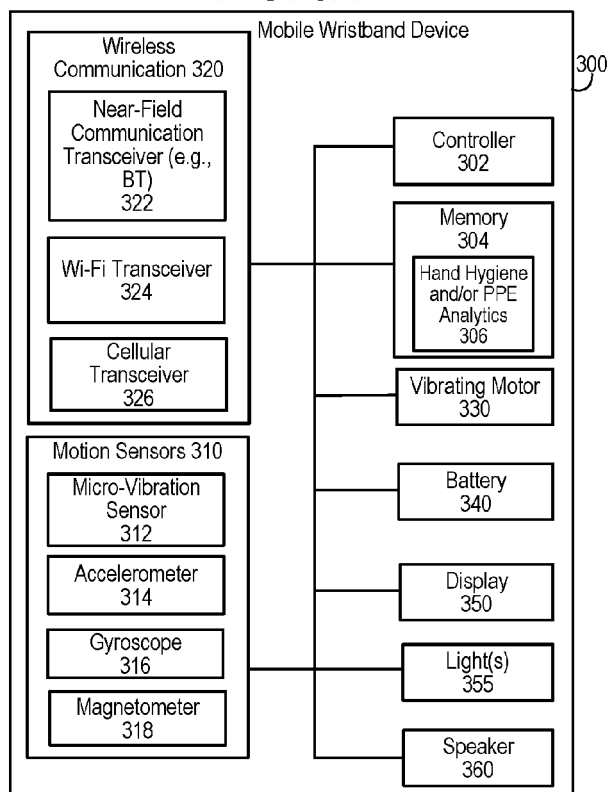 Mobile Wristband Device
300
Wireless
Communication 320
Near-Field
Communication
Transceiver (e.g.,
BT)
322
Wi-Fi Transceiver
324
Cellular
Transceiver
326
Motion Sensors 310
Micro-Vibration
Sensor
312
Accelerometer
314
Gyroscope
316
Magnetometer
318
Controller
302
Memory
304
Hand Hygiene
and/or PPE
Analytics
306
Vibrating Motor
330
Battery
340
Display
350
Light(s)
355
Speaker
360